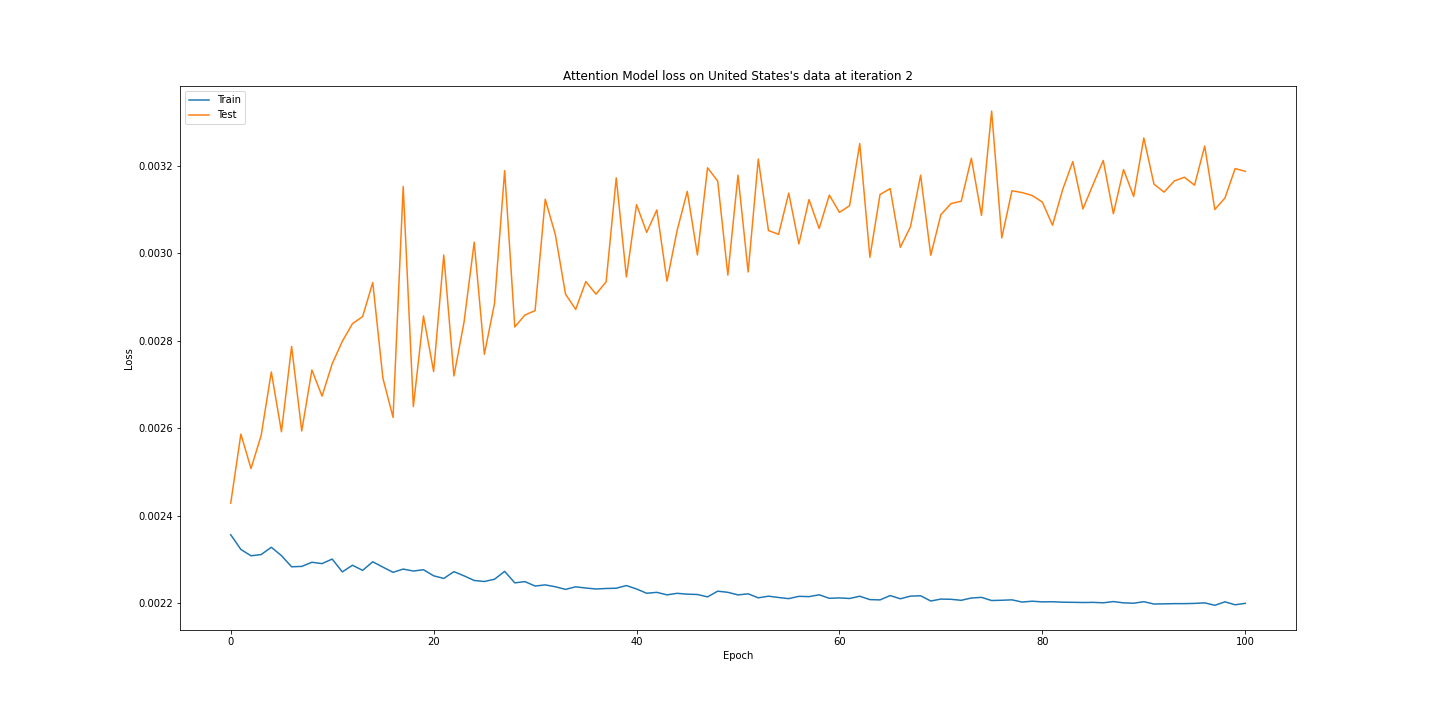 Attention Model loss on United States's data at iteration 2
Train
Test
0.0032
0.0030
0.0028
0.0026
0.0024
0.0022
Loss
0 20 40 60 80 100
Epoch